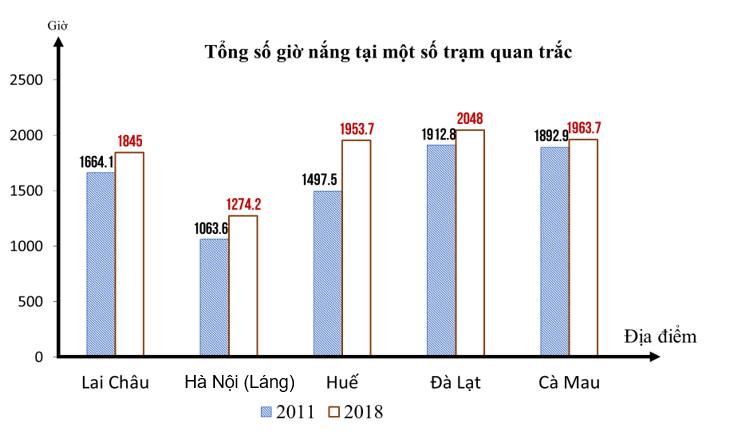 Giờ
Tổng số giờ nắng tại một số trạm quan trắc
2500
2000
1500
1000
500
0
1664.1
1845
1063.6
1274.2
1497.5
1953.7
1912.8
2048
1892.9
1963.7
Địa điểm
Lai Châu
Hà Nội (Láng)
Huế
Đà Lạt
Cà Mau
2011
2018